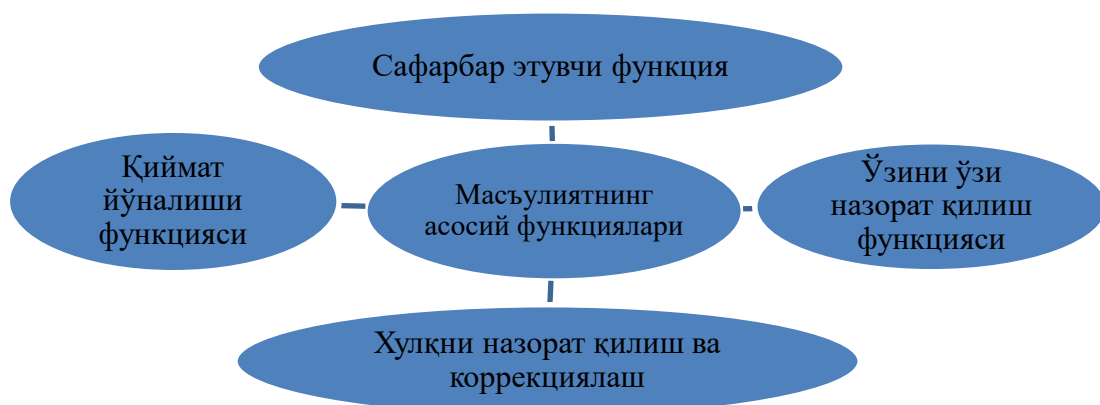 Сафарбар этувчи функция
Қиймат
йўналиши
функцияси
Масъулиятнинг
асосий функциялари
Ўзини ўзи
назорат қилиш
функцияси
Хулқни назорат қилиш ва
коррекциялаш